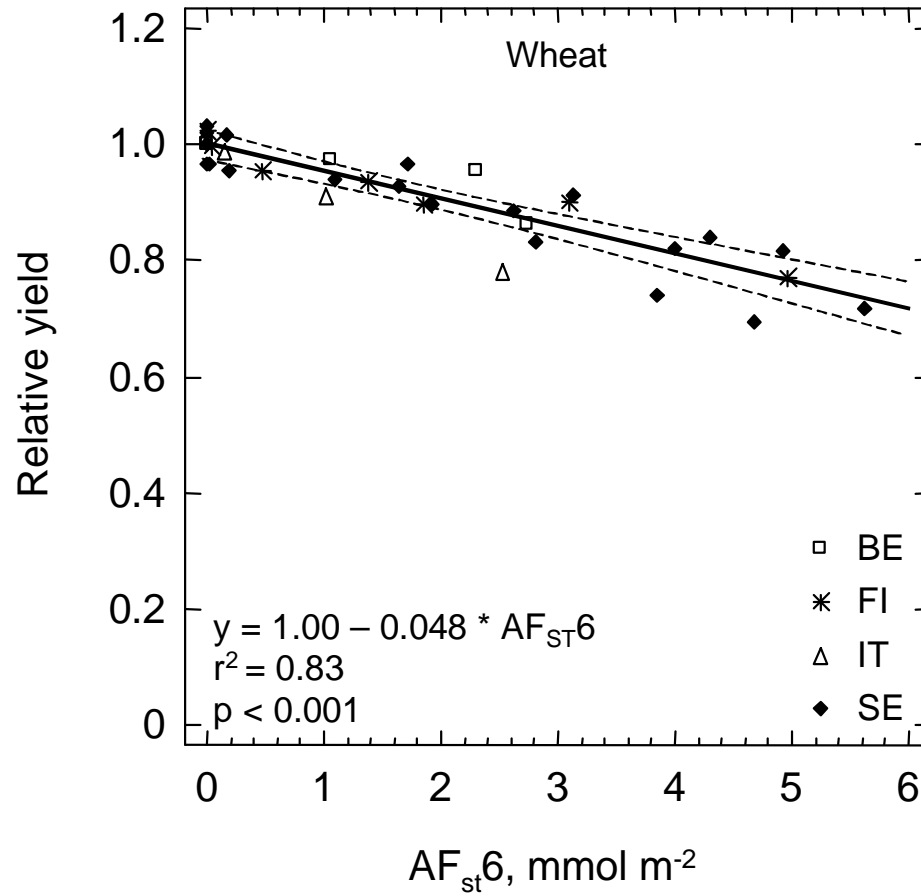 Wheat
Relative yield
1.2
1.0
0.8
0.6
0.4
0.2
0
BE
FI
IT
SE
y = 1.00 – 0.048 * AF_ST6
r² = 0.83
p < 0.001
0 1 2 3 4 5 6
AF_st6, mmol m⁻²